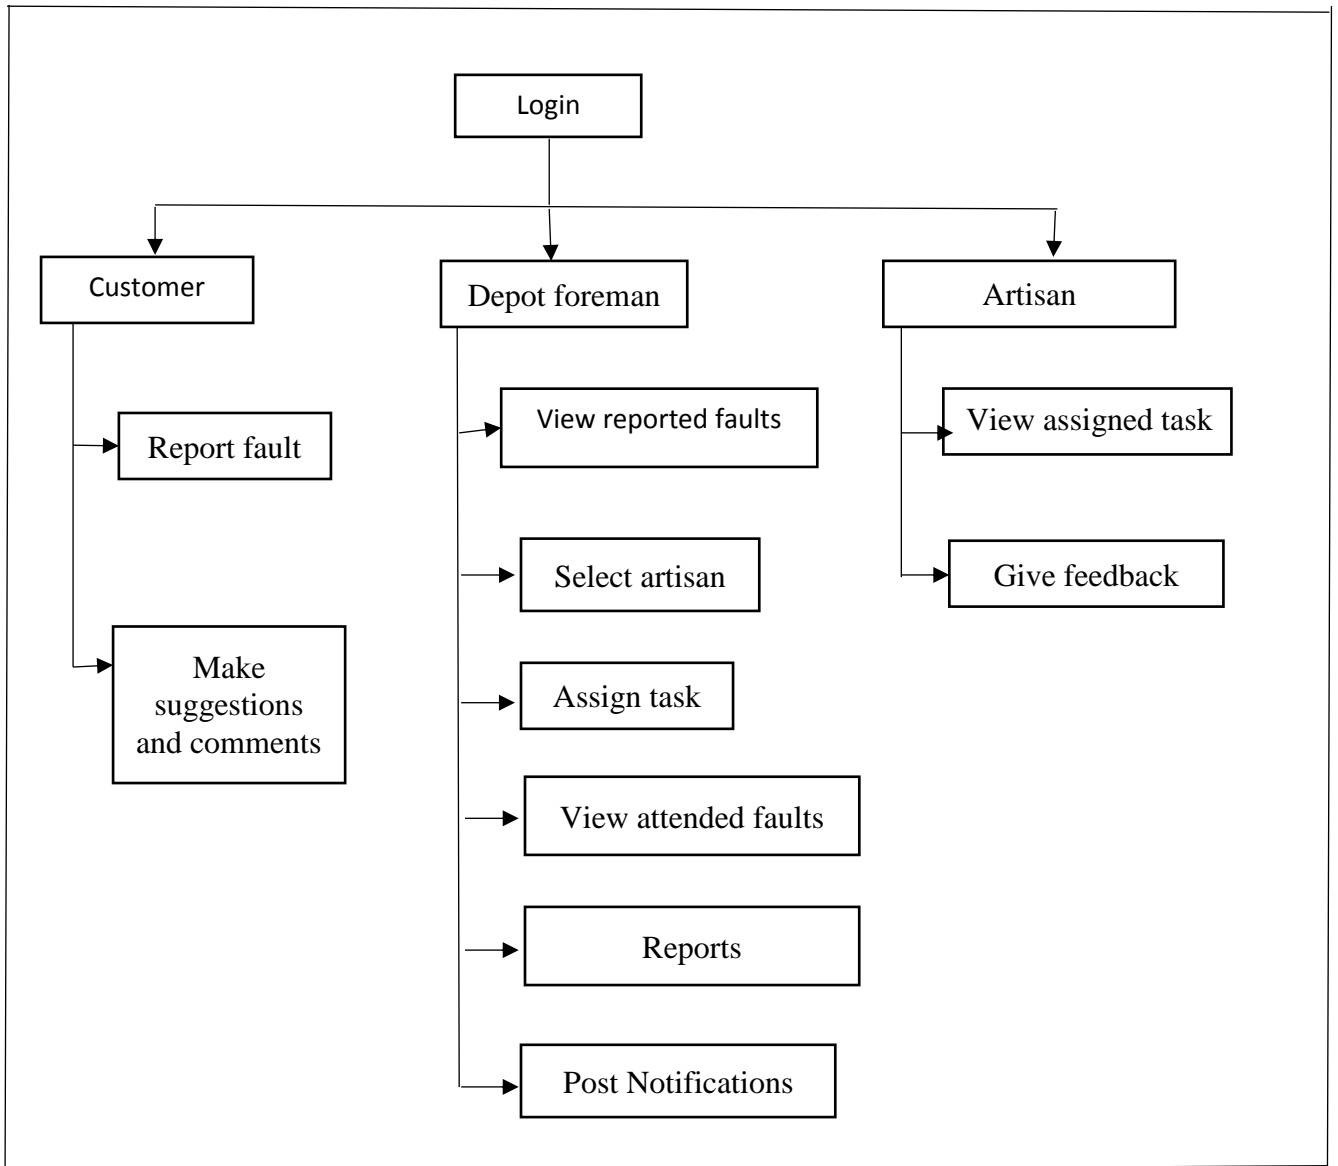 Login
Customer
Depot foreman
Artisan
Report fault
Make
suggestions
and comments
View reported faults
Select artisan
Assign task
View attended faults
Reports
Post Notifications
View assigned task
Give feedback